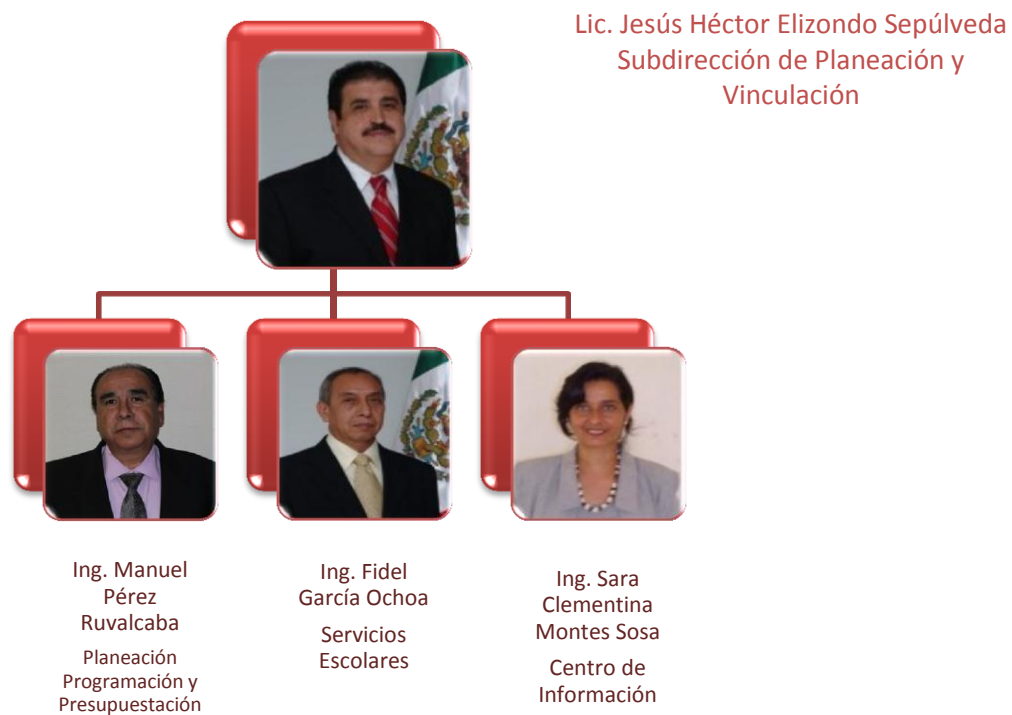 Lic. Jesús Héctor Elizondo Sepúlveda
Subdirección de Planeación y
Vinculación
Ing. Manuel
Pérez
Ruvalcaba
Planeación
Programación y
Presupuestación
Ing. Fidel
García Ochoa
Servicios
Escolares
Ing. Sara
Clementina
Montes Sosa
Centro de
Información